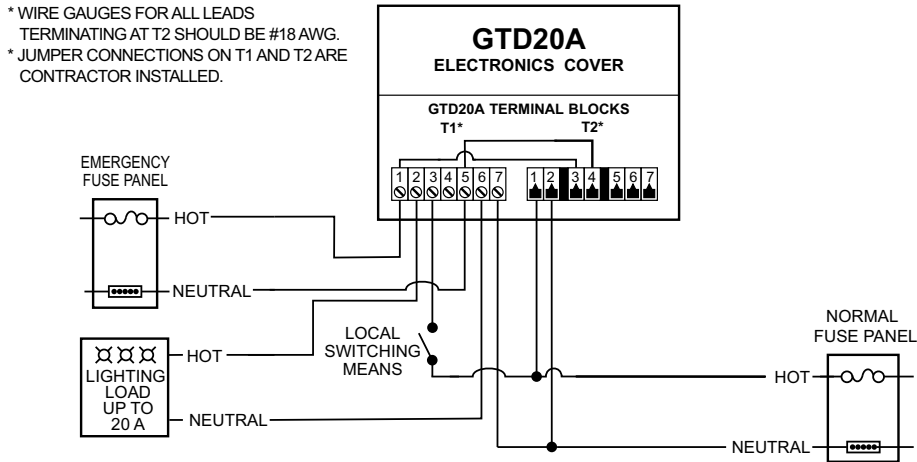 * WIRE GAUGES FOR ALL LEADS
TERMINATING AT T2 SHOULD BE #18 AWG.
* JUMPER CONNECTIONS ON T1 AND T2 ARE
CONTRACTOR INSTALLED.
GTD20A
ELECTRONICS COVER
GTD20A TERMINAL BLOCKS
T1* T2*
1 2 3 4 5 6 7 1 2 3 4 5 6 7
EMERGENCY
FUSE PANEL
HOT
NEUTRAL
LIGHTING
LOAD
UP TO
20 A
HOT
NEUTRAL
LOCAL
SWITCHING
MEANS
NORMAL
FUSE PANEL
HOT
NEUTRAL